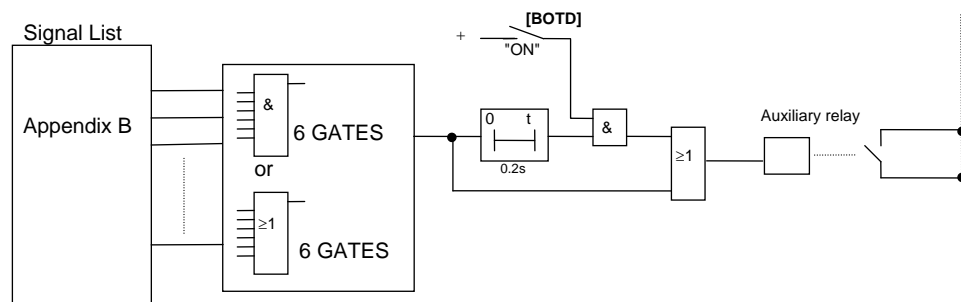 Signal List
Appendix B
&
6 GATES
or
≥1
6 GATES
[BOTD]
+
"ON"
0 t
0.2s
&
≥1
Auxiliary relay